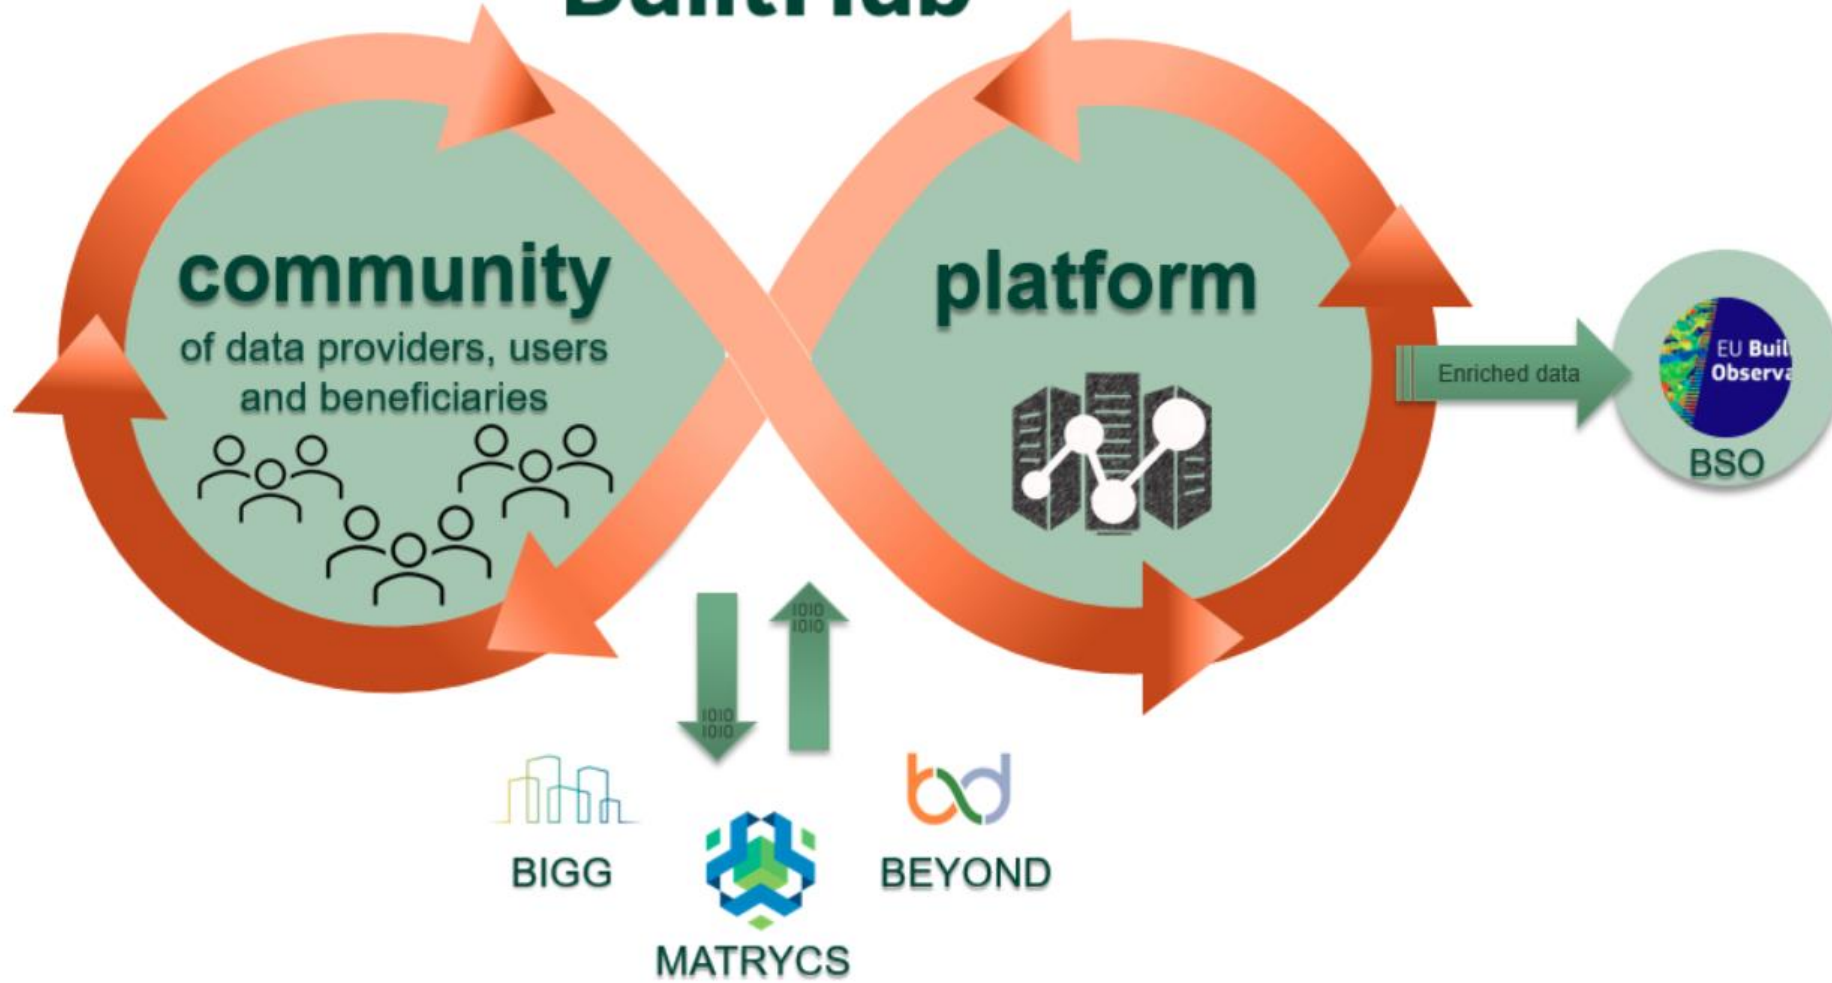 BuiltHub
community
of data providers, users
and beneficiaries
platform
Enriched data
EU Buil
Observa
BSO
1010
1010
1010
1010
BIGG
BEYOND
MATRYCS